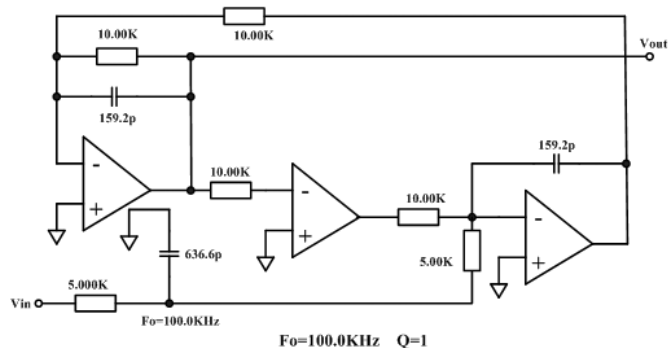 10.00K
10.00K
Vout
159.2p
159.2p
-
+
10.00K
-
+
10.00K
-
+
636.6p
5.00K
Vin
5.000K
Fo=100.0KHz
Fo=100.0KHz Q=1